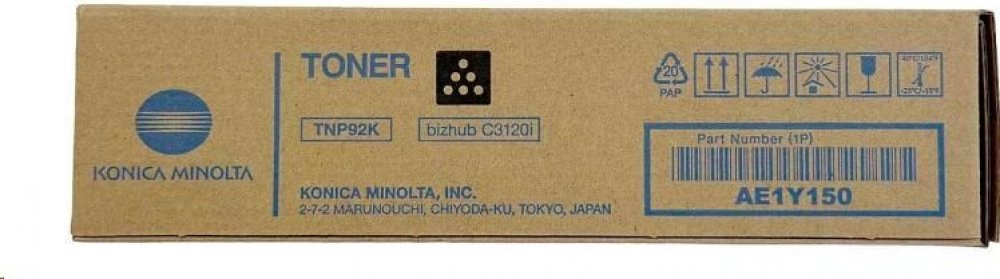 KONICA MINOLTA
TONER
TNP92K
bizhub C3120i
KONICA MINOLTA, INC.
2-7-2 MARUNOUCHI, CHIYODA-KU, TOKYO, JAPAN
20
PAP
Part Number (1P)
AE1Y150